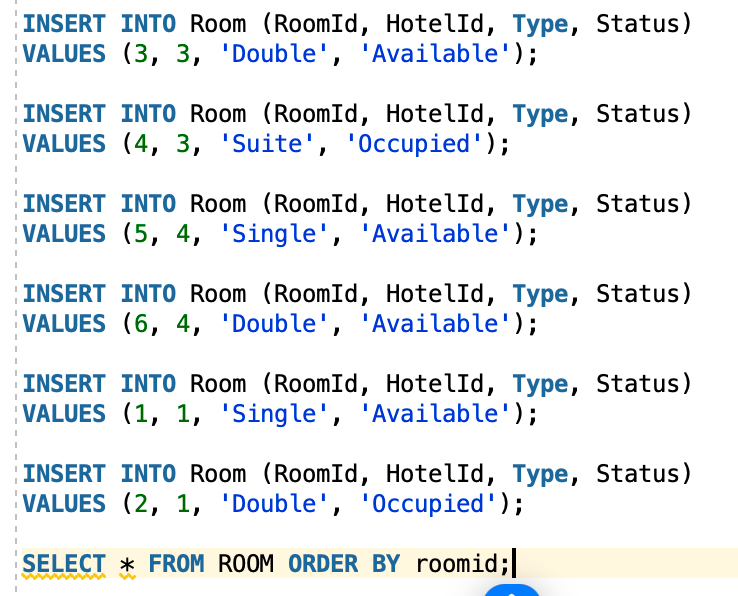 INSERT INTO Room (RoomId, HotelId, Type, Status)
VALUES (3, 3, 'Double', 'Available');
INSERT INTO Room (RoomId, HotelId, Type, Status)
VALUES (4, 3, 'Suite', 'Occupied');
INSERT INTO Room (RoomId, HotelId, Type, Status)
VALUES (5, 4, 'Single', 'Available');
INSERT INTO Room (RoomId, HotelId, Type, Status)
VALUES (6, 4, 'Double', 'Available');
INSERT INTO Room (RoomId, HotelId, Type, Status)
VALUES (1, 1, 'Single', 'Available');
INSERT INTO Room (RoomId, HotelId, Type, Status)
VALUES (2, 1, 'Double', 'Occupied');
SELECT * FROM ROOM ORDER BY roomid;